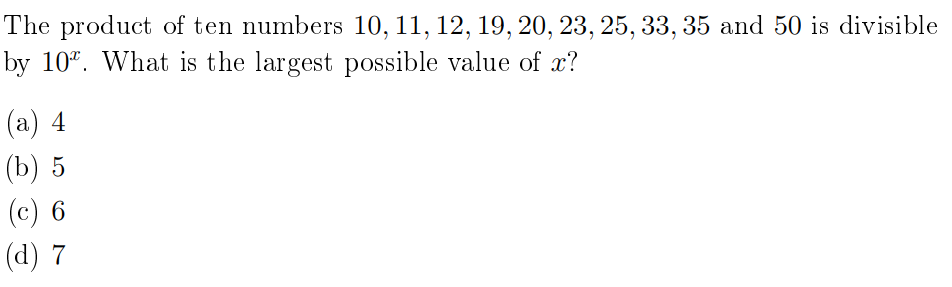 The product of ten numbers 10, 11, 12, 19, 20, 23, 25, 33, 35 and 50 is divisible
by 10^x. What is the largest possible value of x?
(a) 4
(b) 5
(c) 6
(d) 7